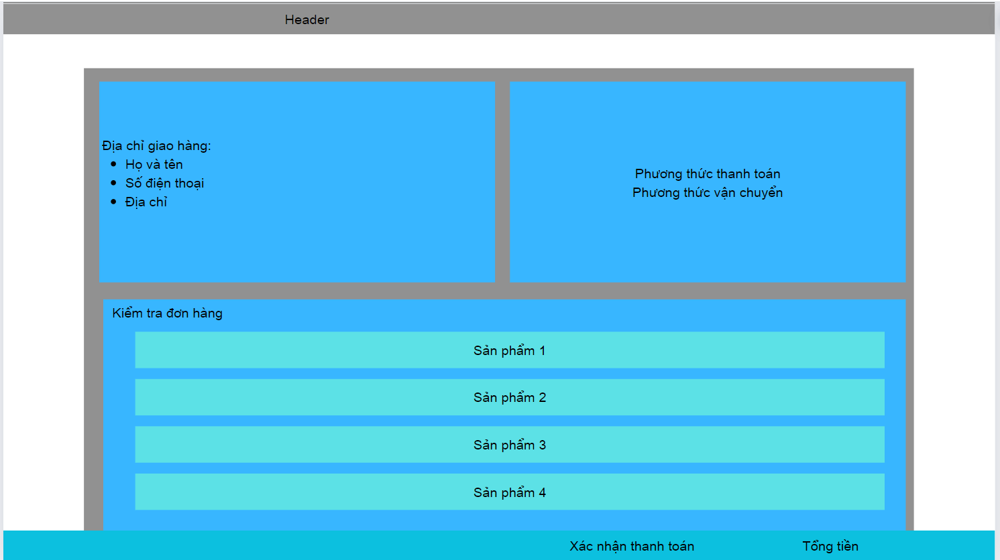 Header
Địa chỉ giao hàng:
Họ và tên
Số điện thoại
Địa chỉ
Phương thức thanh toán
Phương thức vận chuyển
Kiểm tra đơn hàng
Sản phẩm 1
Sản phẩm 2
Sản phẩm 3
Sản phẩm 4
Xác nhận thanh toán
Tổng tiền